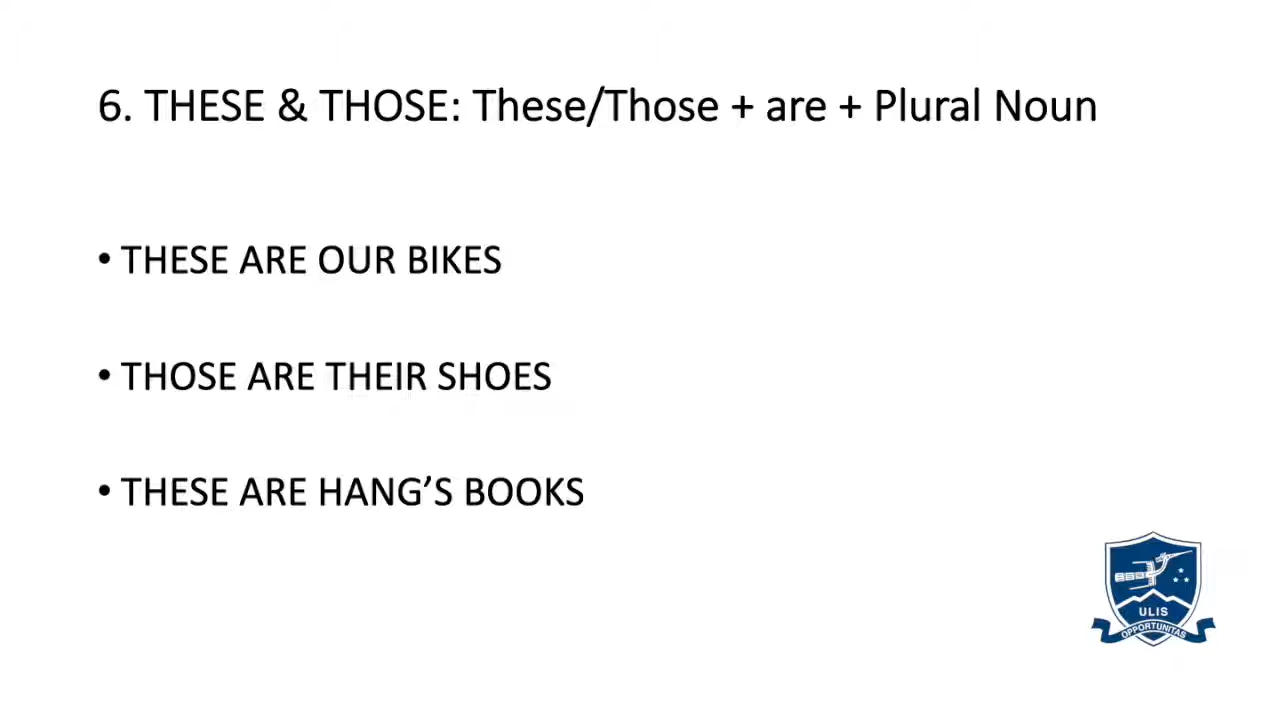 6. THESE & THOSE: These/Those + are + Plural Noun
• THESE ARE OUR BIKES
• THOSE ARE THEIR SHOES
• THESE ARE HANG’S BOOKS
ULIS
OPPORTUNITAS